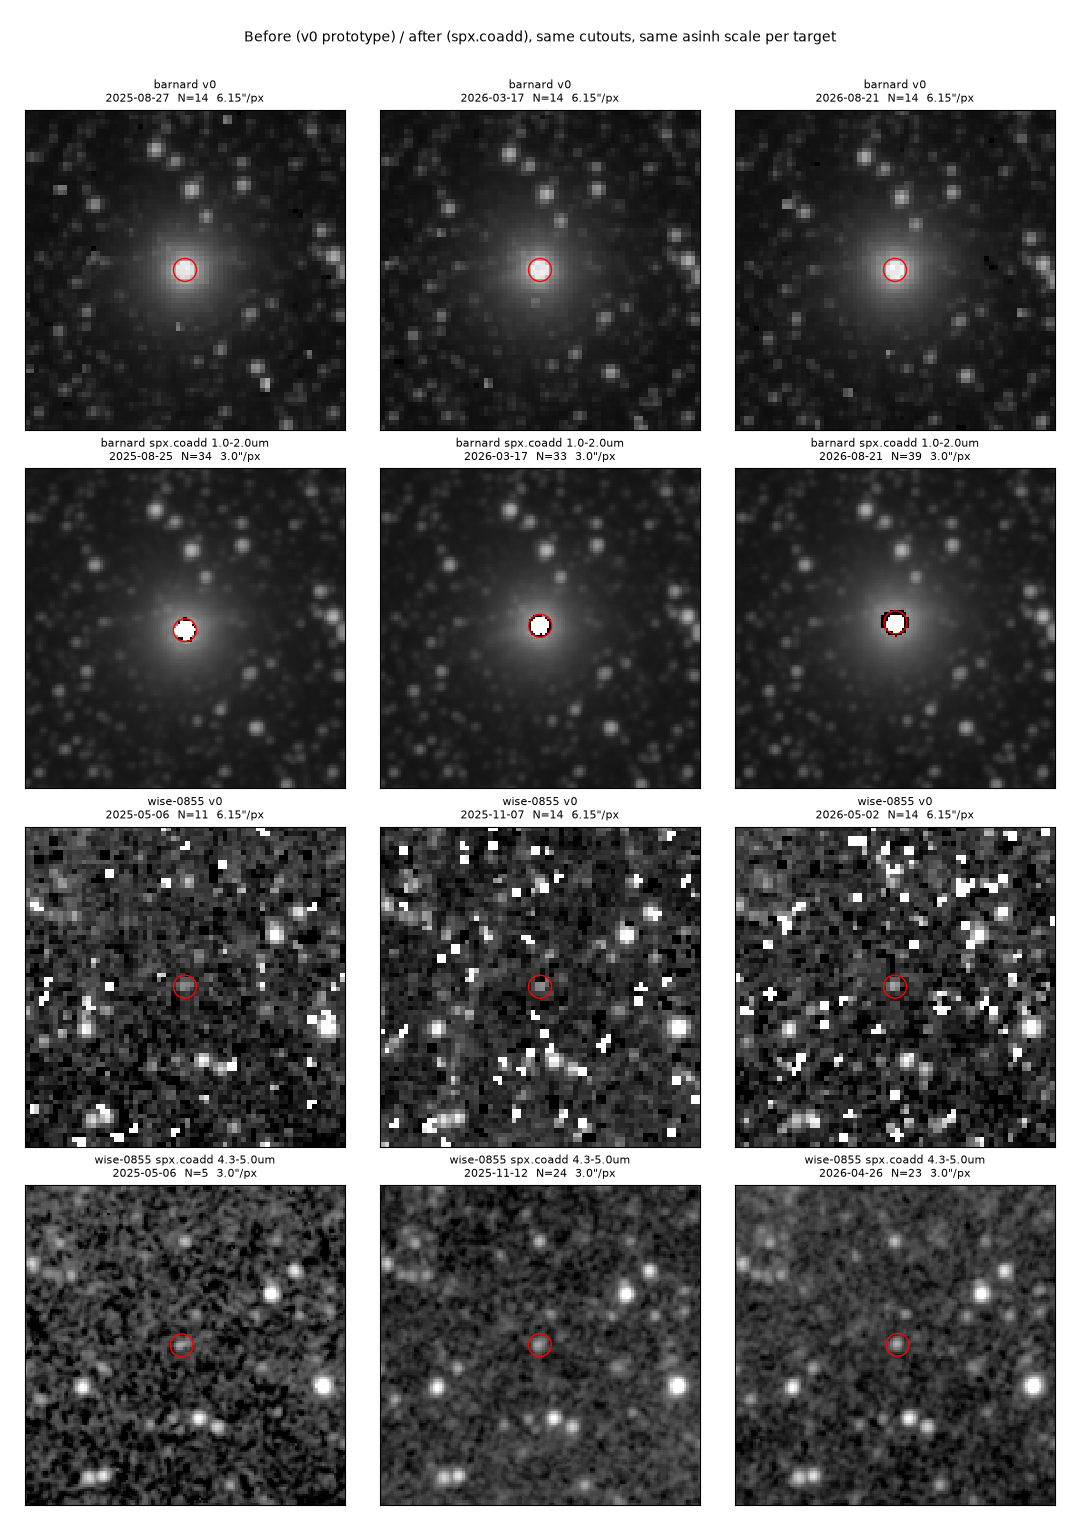 Before (v0 prototype) / after (spx.coadd), same cutouts, same asinh scale per target
barnard v0
2025-08-27 N=14 6.15"/px
barnard v0
2026-03-17 N=14 6.15"/px
barnard v0
2026-08-21 N=14 6.15"/px
barnard spx.coadd 1.0-2.0um
2025-08-25 N=34 3.0"/px
barnard spx.coadd 1.0-2.0um
2026-03-17 N=33 3.0"/px
barnard spx.coadd 1.0-2.0um
2026-08-21 N=39 3.0"/px
wise-0855 v0
2025-05-06 N=11 6.15"/px
wise-0855 v0
2025-11-07 N=14 6.15"/px
wise-0855 v0
2026-05-02 N=14 6.15"/px
wise-0855 spx.coadd 4.3-5.0um
2025-05-06 N=5 3.0"/px
wise-0855 spx.coadd 4.3-5.0um
2025-11-12 N=24 3.0"/px
wise-0855 spx.coadd 4.3-5.0um
2026-04-26 N=23 3.0"/px